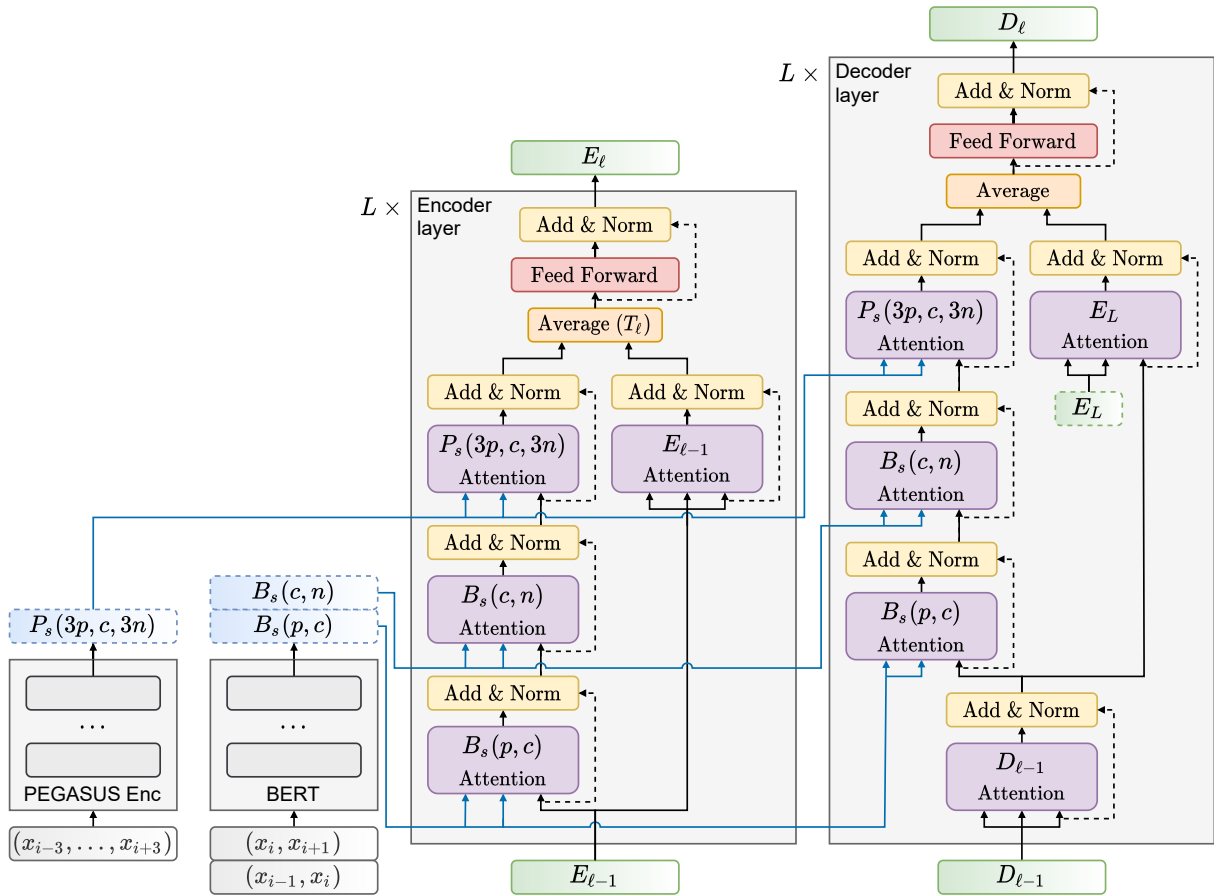 D_ℓ
L ×
Decoder
layer
Add & Norm
Feed Forward
Average
Add & Norm
Add & Norm
P_s(3p, c, 3n)
Attention
E_L
Attention
E_L
Add & Norm
B_s(c, n)
Attention
Add & Norm
B_s(p, c)
Attention
Add & Norm
D_{ℓ−1}
Attention
D_{ℓ−1}
E_ℓ
L ×
Encoder
layer
Add & Norm
Feed Forward
Average (T_ℓ)
Add & Norm
Add & Norm
P_s(3p, c, 3n)
Attention
E_{ℓ−1}
Attention
Add & Norm
B_s(c, n)
Attention
Add & Norm
B_s(p, c)
Attention
E_{ℓ−1}
P_s(3p, c, 3n)
...
PEGASUS Enc
(x_{i−3}, ..., x_{i+3})
B_s(c, n)
B_s(p, c)
...
BERT
(x_i, x_{i+1})
(x_{i−1}, x_i)